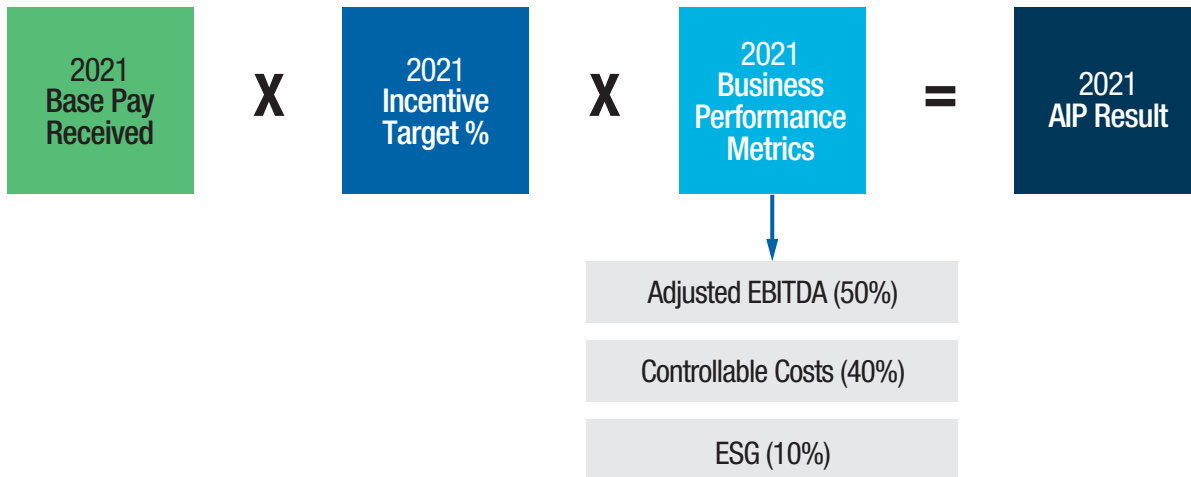 2021
Base Pay
Received
X
2021
Incentive
Target %
X
2021
Business
Performance
Metrics
=
2021
AIP Result
Adjusted EBITDA (50%)
Controllable Costs (40%)
ESG (10%)